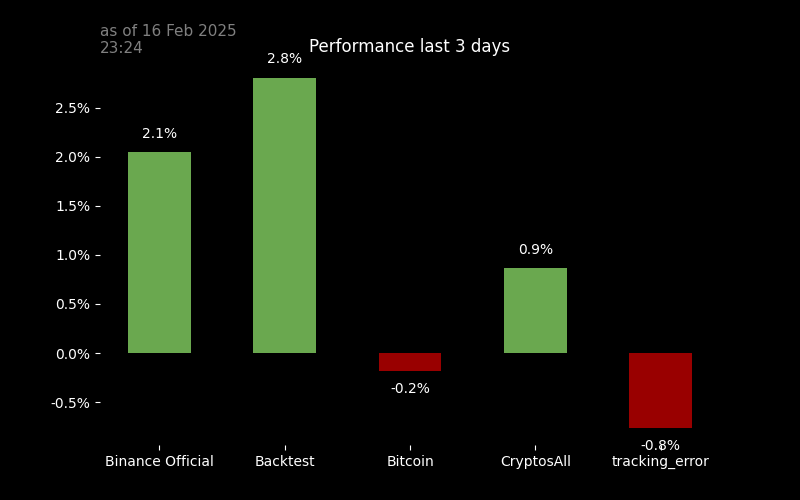 as of 16 Feb 2025
23:24
Performance last 3 days
2.8%
2.5%
2.1%
2.0%
1.5%
1.0%
0.9%
0.5%
0.0%
-0.2%
-0.5%
-0.8%
Binance Official
Backtest
Bitcoin
CryptosAll
tracking_error